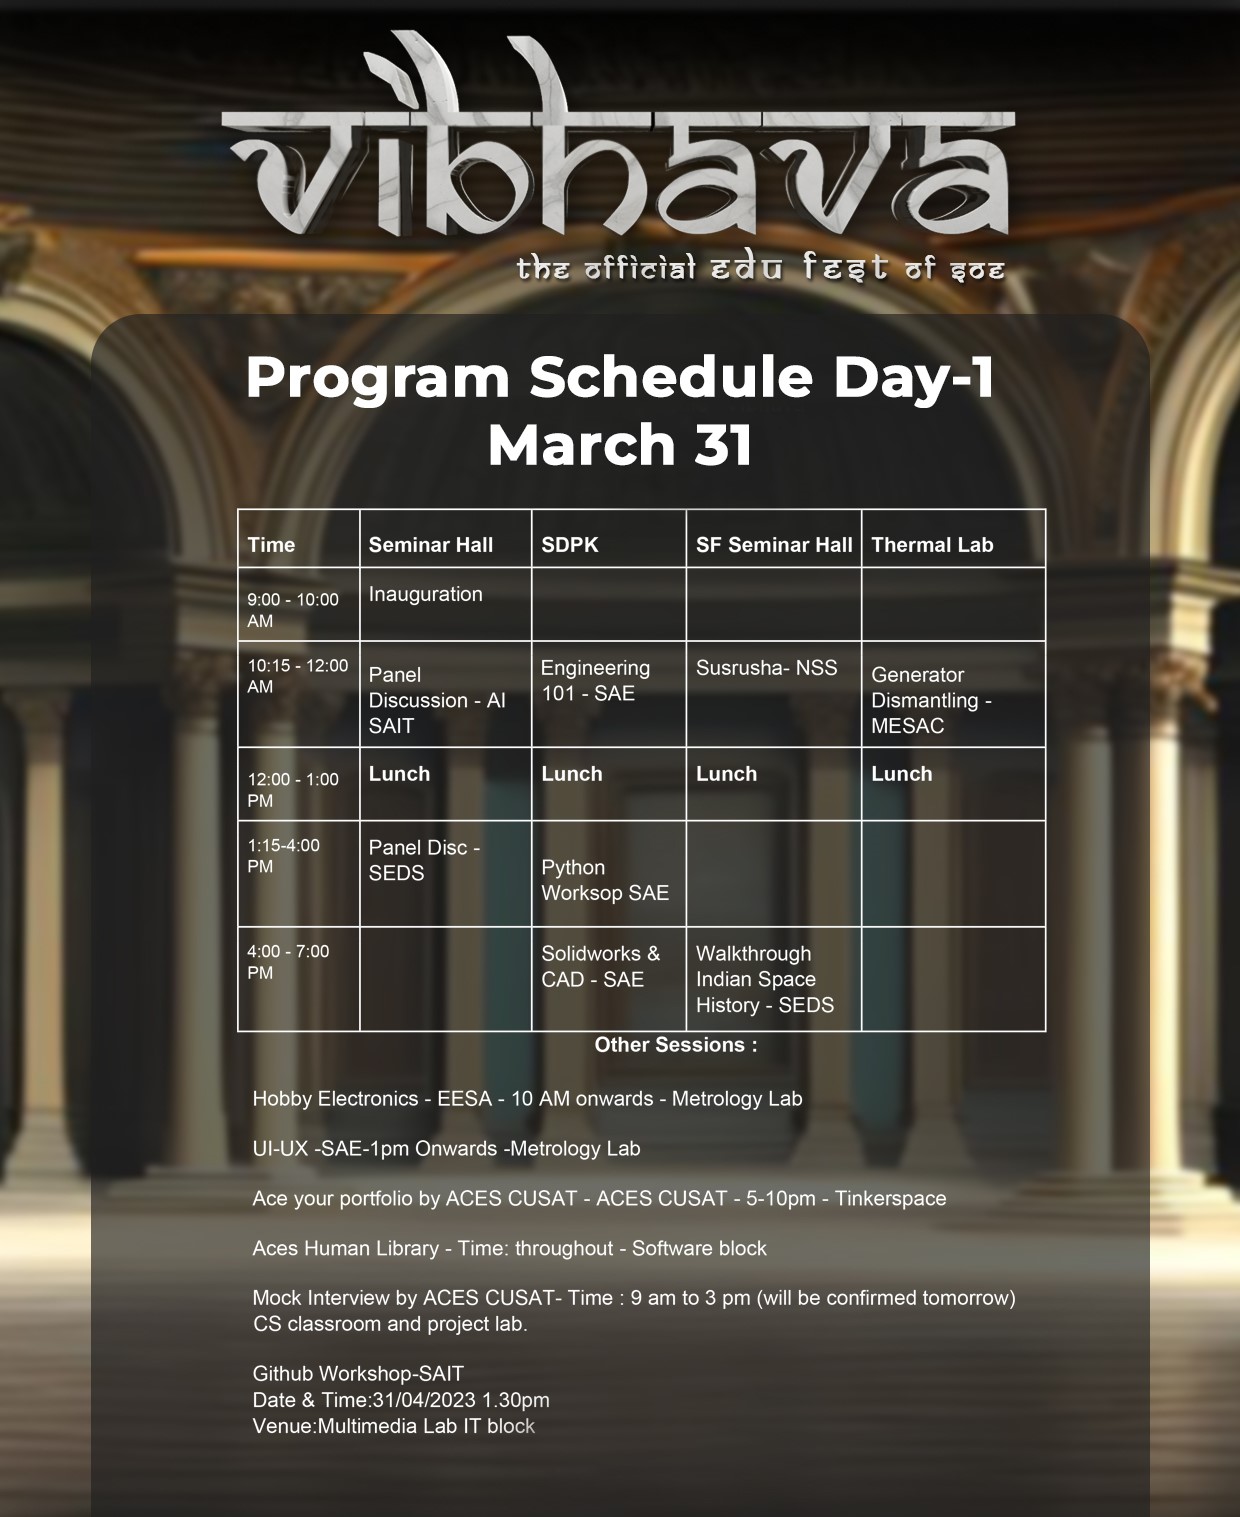 vibhava
the official edu fest of soe
Program Schedule Day-1
March 31
Time Seminar Hall SDPK SF Seminar Hall Thermal Lab
9:00 - 10:00
AM
Inauguration
10:15 - 12:00
AM
Panel
Discussion - AI
SAIT
Engineering
101 - SAE
Susrusha- NSS
Generator
Dismantling -
MESAC
12:00 - 1:00
PM
Lunch
Lunch
Lunch
Lunch
1:15-4:00
PM
Panel Disc -
SEDS
Python
Worksop SAE
4:00 - 7:00
PM
Solidworks &
CAD - SAE
Walkthrough
Indian Space
History - SEDS
Other Sessions :
Hobby Electronics - EESA - 10 AM onwards - Metrology Lab
UI-UX -SAE-1pm Onwards -Metrology Lab
Ace your portfolio by ACES CUSAT - ACES CUSAT - 5-10pm - Tinkerspace
Aces Human Library - Time: throughout - Software block
Mock Interview by ACES CUSAT- Time : 9 am to 3 pm (will be confirmed tomorrow)
CS classroom and project lab.
Github Workshop-SAIT
Date & Time:31/04/2023 1.30pm
Venue:Multimedia Lab IT block